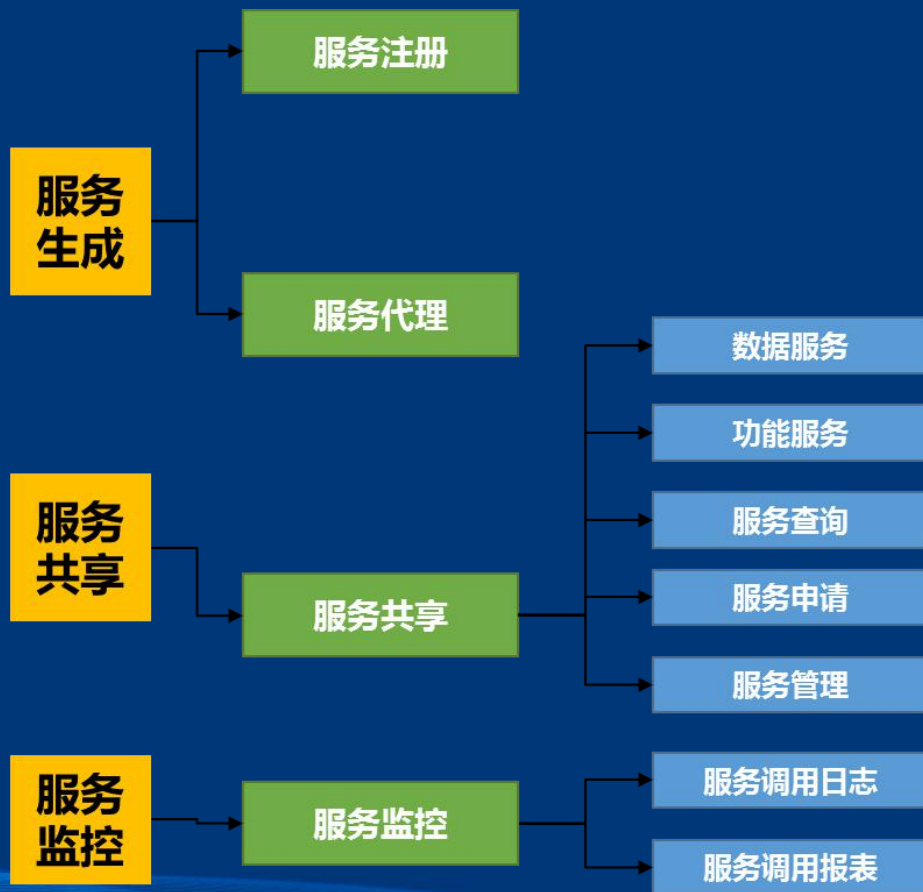 服务注册
服务
生成
服务代理
数据服务
功能服务
服务
共享
服务查询
服务共享
服务申请
服务管理
服务
监控
服务监控
服务调用日志
服务调用报表